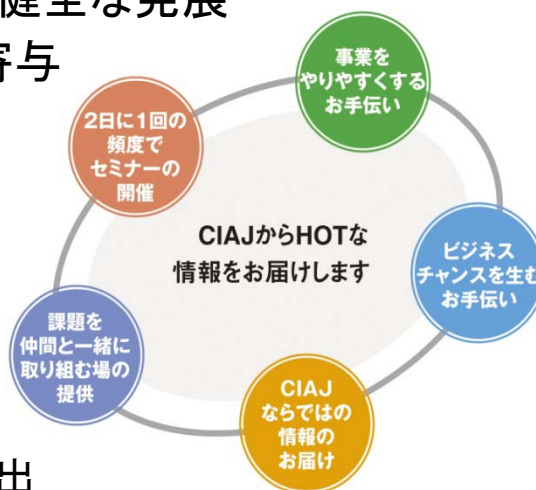 健全な発展
寄与
事業を
やりやすくする
お手伝い
2日に1回の
頻度で
セミナーの
開催
CIAJからHOTな
情報をお届けします
ビジネス
チャンスを生む
お手伝い
課題を
仲間と一緒に
取り組む場の
提供
CIAJ
ならではの
情報の
お届け
出